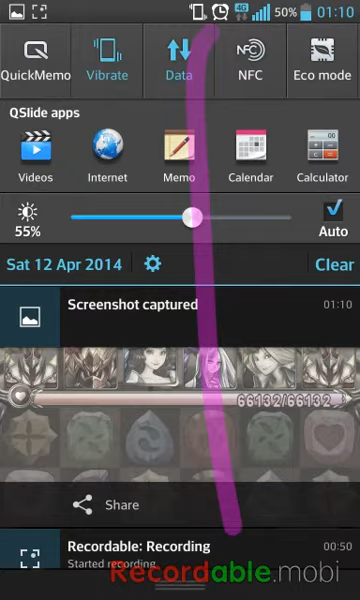 4G 50% 01:10
QuickMemo Vibrate Data NFC Eco mode
QSlide apps
Videos Internet Memo Calendar Calculator
55% Auto
Sat 12 Apr 2014 Clear
Screenshot captured 01:10
66132/66132
Share
Recordable: Recording 00:50
Started recording
Recordable.mobi